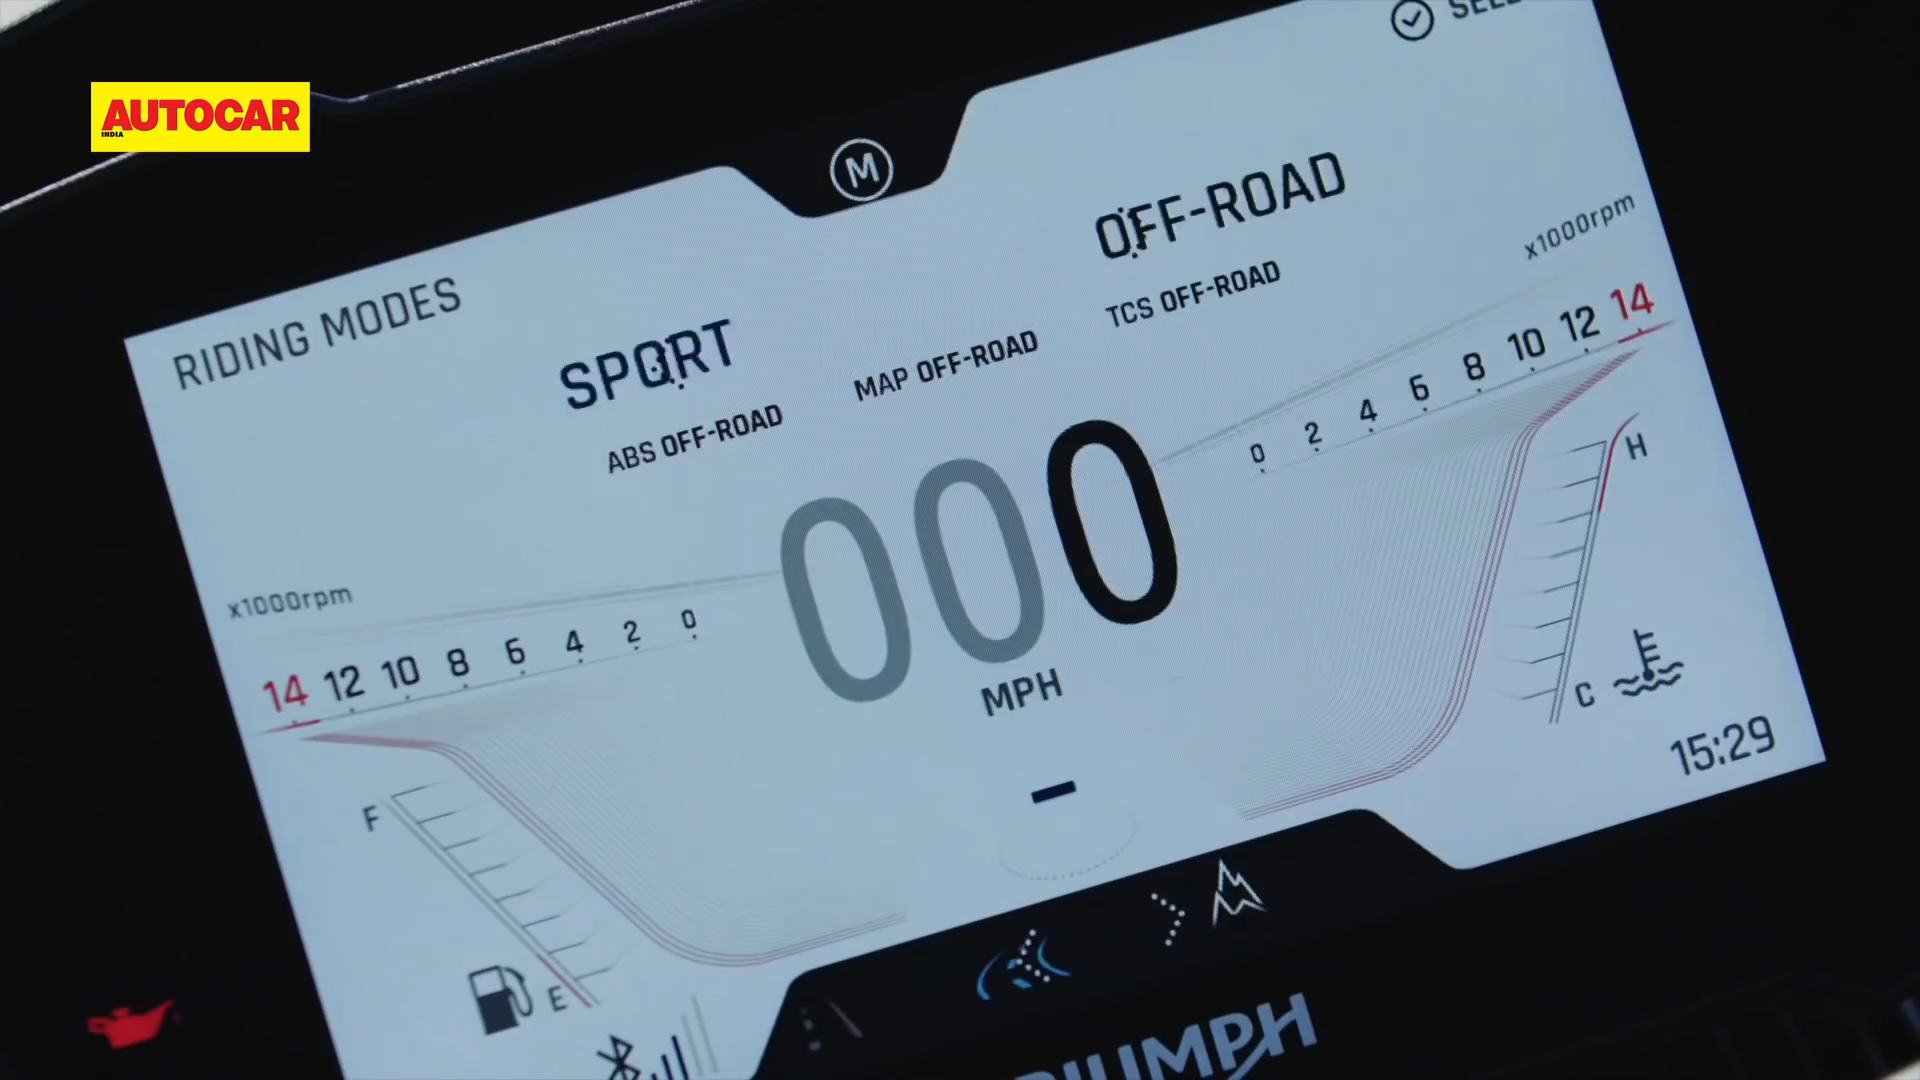 AUTOCAR
INDIA
SELE
M
RIDING MODES
SPORT
OFF-ROAD
ABS OFF-ROAD
MAP OFF-ROAD
TCS OFF-ROAD
x1000rpm
14 12 10 8 6 4 2 0
000
MPH
x1000rpm
0 2 4 6 8 10 12 14
F
E
H
C
15:29
TRIUMPH